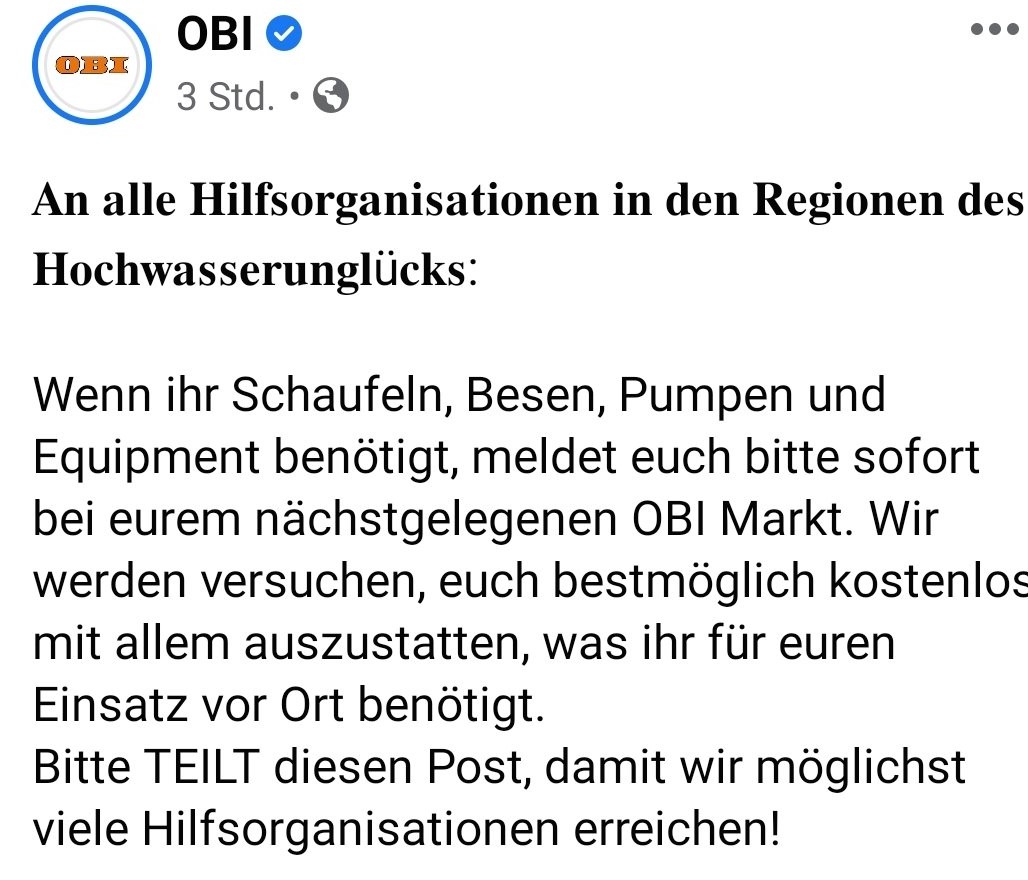 OBI
OBI
3 Std. •
An alle Hilfsorganisationen in den Regionen des
Hochwasserunglücks:
Wenn ihr Schaufeln, Besen, Pumpen und
Equipment benötigt, meldet euch bitte sofort
bei eurem nächstgelegenen OBI Markt. Wir
werden versuchen, euch bestmöglich kostenlos
mit allem auszustatten, was ihr für euren
Einsatz vor Ort benötigt.
Bitte TEILT diesen Post, damit wir möglichst
viele Hilfsorganisationen erreichen!